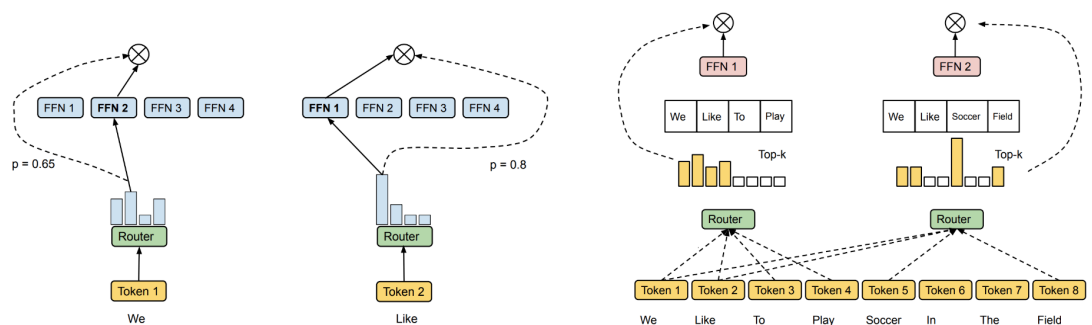 FFN 1 FFN 2 FFN 3 FFN 4
p = 0.65
Router
Token 1
We
FFN 1 FFN 2 FFN 3 FFN 4
p = 0.8
Router
Token 2
Like
FFN 1
We Like To Play
Top-k
Router
FFN 2
We Like Soccer Field
Top-k
Router
Token 1 Token 2 Token 3 Token 4 Token 5 Token 6 Token 7 Token 8
We Like To Play Soccer In The Field